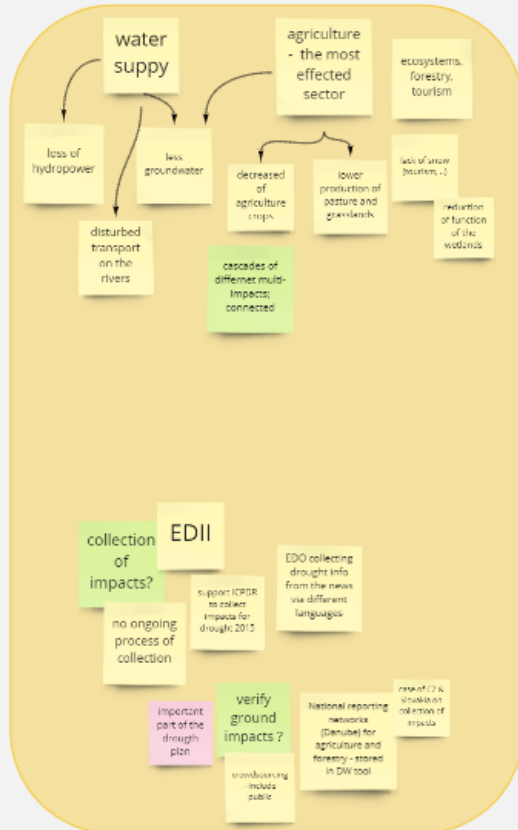 water
suppy
agriculture
- the most
effected
sector
ecosystems,
forestry,
tourism
loss of
hydropower
less
groundwater
decreased
of
agriculture
crops
lower
production of
pasture and
grasslands
lack of snow
(tourism, ..)
reduction
of function
of the
wetlands
disturbed
transport
on the
rivers
cascades of
differnet multi-
impacts;
connected
collection
of
impacts?
EDII
EDO collecting
drought info
from the news
via different
languages
support ICPDR
to collect
impacts for
drought 2015
no ongoing
process of
collection
important
part of the
drougth
plan
verify
ground
impacts ?
National reporting
networks
(Danube) for
agriculture and
forestry - stored
in DW tool
case of CZ &
Slovakia on
collection of
impacts
crowdsourcing
- include
public